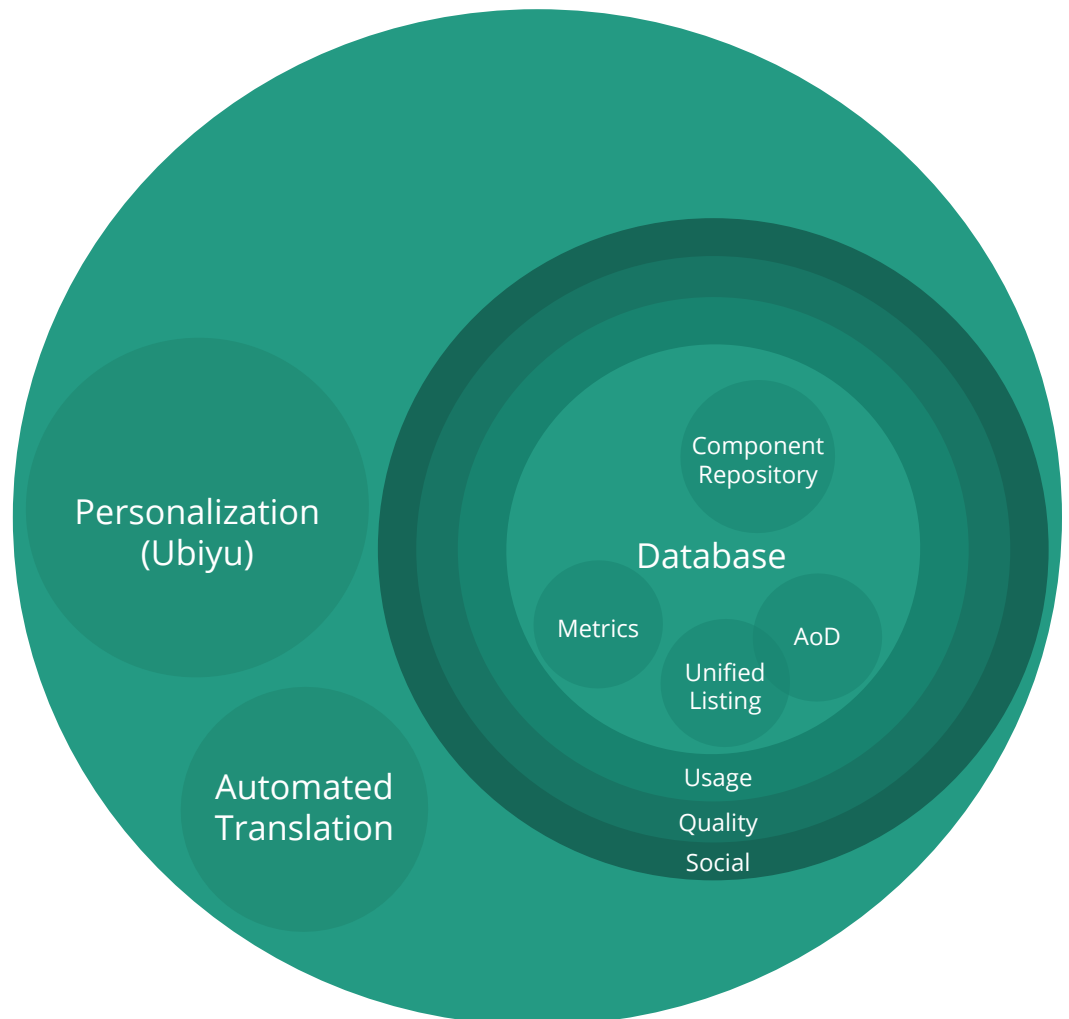 Component
Repository
Personalization
(Ubiyu)
Database
Metrics
AoD
Unified
Listing
Usage
Automated
Translation
Quality
Social